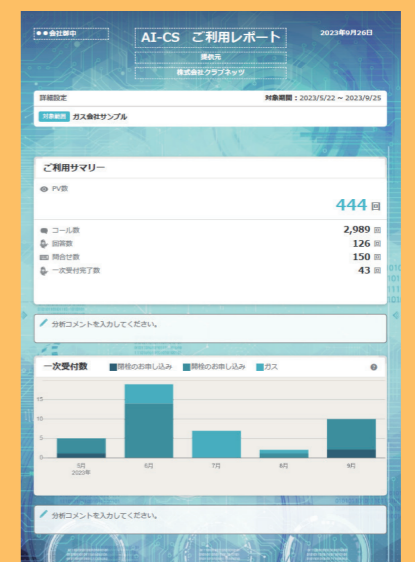 ●●会社御中
AI-CS ご利用レポート
2023年9月26日
提供元
株式会社クラブネッツ
詳細設定
対象期間：2023/5/22 ~ 2023/9/25
対象範囲 ガス会社サンプル
ご利用サマリー
PV数
444 回
コール数 2,989 回
回答数 126 回
問合せ数 150 回
一次受付完了数 43 回
分析コメントを入力してください。
一次受付数 閉栓のお申し込み 開栓のお申し込み ガス
15
10
5
0
5月 6月 7月 8月 9月
2023年
分析コメントを入力してください。